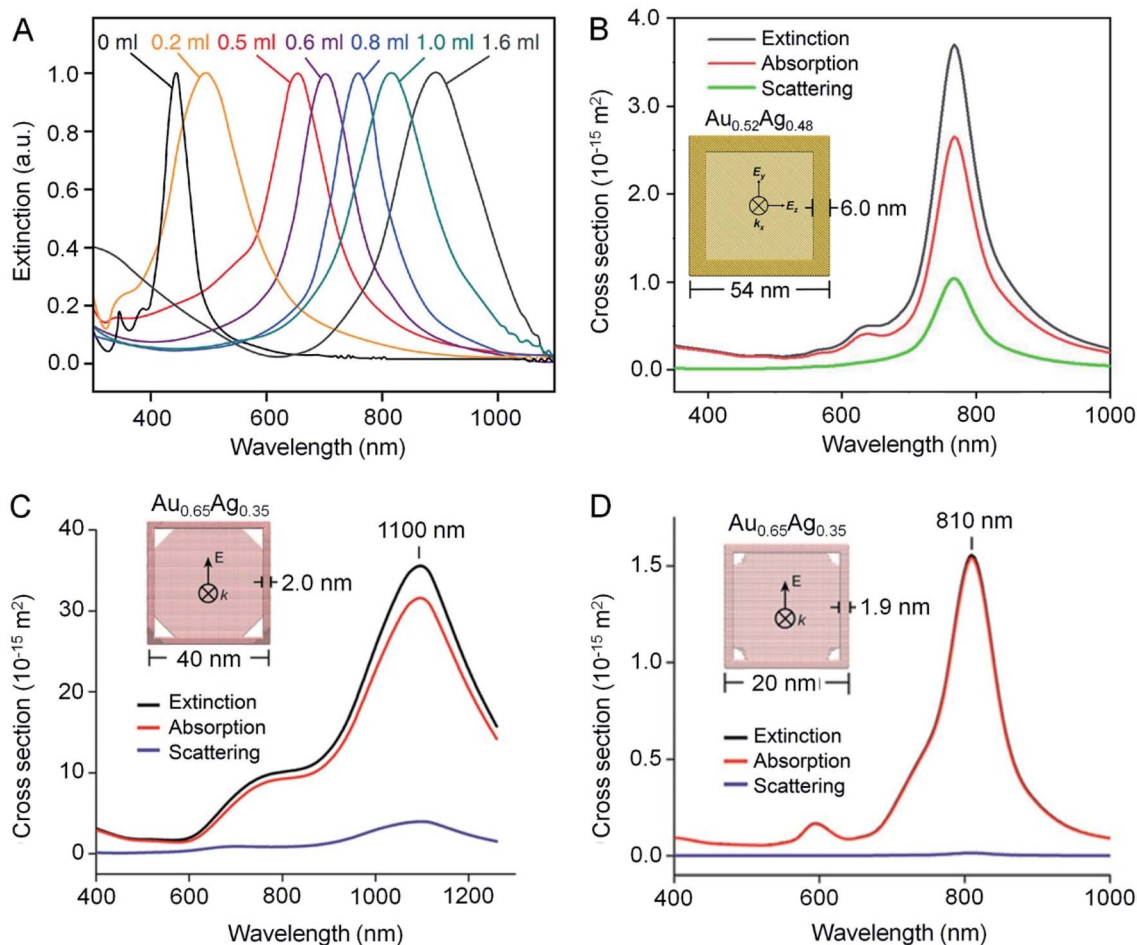 A
0 ml 0.2 ml 0.5 ml 0.6 ml 0.8 ml 1.0 ml 1.6 ml
Extinction (a.u.)
1.0
0.8
0.6
0.4
0.2
0.0
400 600 800 1000
Wavelength (nm)
B
Extinction
Absorption
Scattering
Au0.52Ag0.48
Ey
Ez
kx
6.0 nm
54 nm
Cross section (10-15 m2)
4.0
3.0
2.0
1.0
0.0
400 600 800 1000
Wavelength (nm)
C
Au0.65Ag0.35
E
k
2.0 nm
40 nm
1100 nm
Extinction
Absorption
Scattering
Cross section (10-15 m2)
40
30
20
10
0
400 600 800 1000 1200
Wavelength (nm)
D
Au0.65Ag0.35
E
k
1.9 nm
20 nm
810 nm
Extinction
Absorption
Scattering
Cross section (10-15 m2)
1.5
1.0
0.5
0.0
400 600 800 1000
Wavelength (nm)